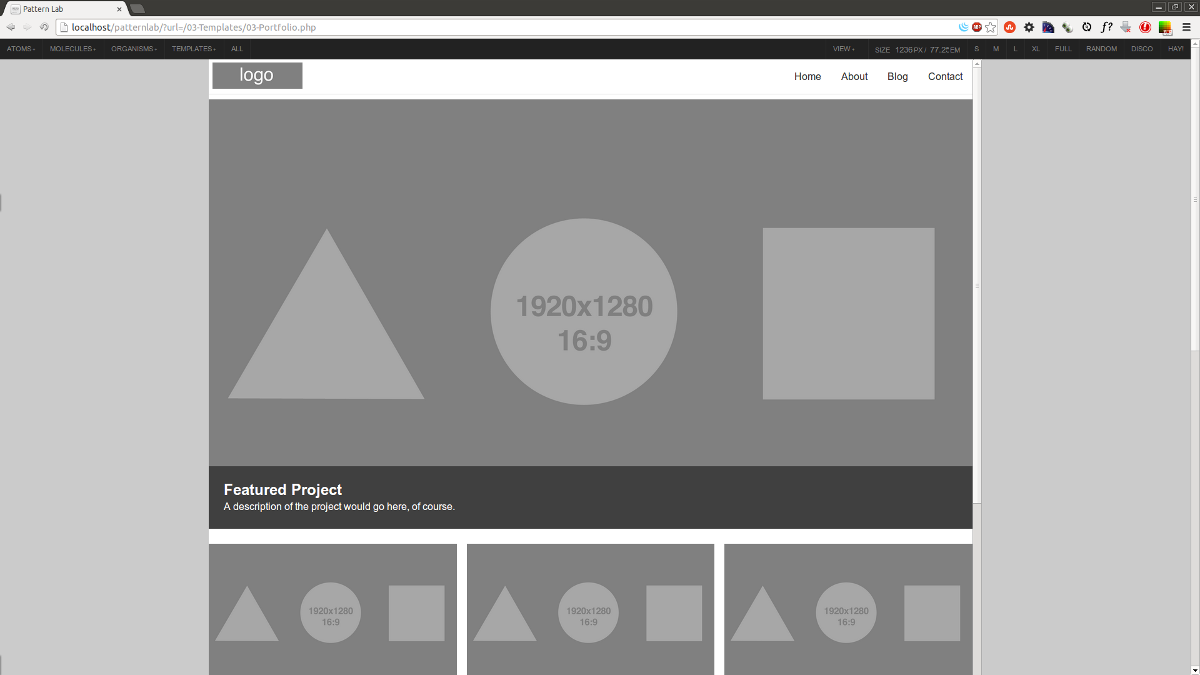 Pattern Lab
localhost/patternlab/?url=/03-Templates/03-Portfolio.php
f?
ATOMS MOLECULES ORGANISMS TEMPLATES ALL VIEW SIZE 1236PX / 77.25EM S M L XL FULL RANDOM DISCO HAY!
logo
Home About Blog Contact
1920x1280
16:9
Featured Project
A description of the project would go here, of course.
1920x1280 1920x1280 1920x1280
16:9 16:9 16:9